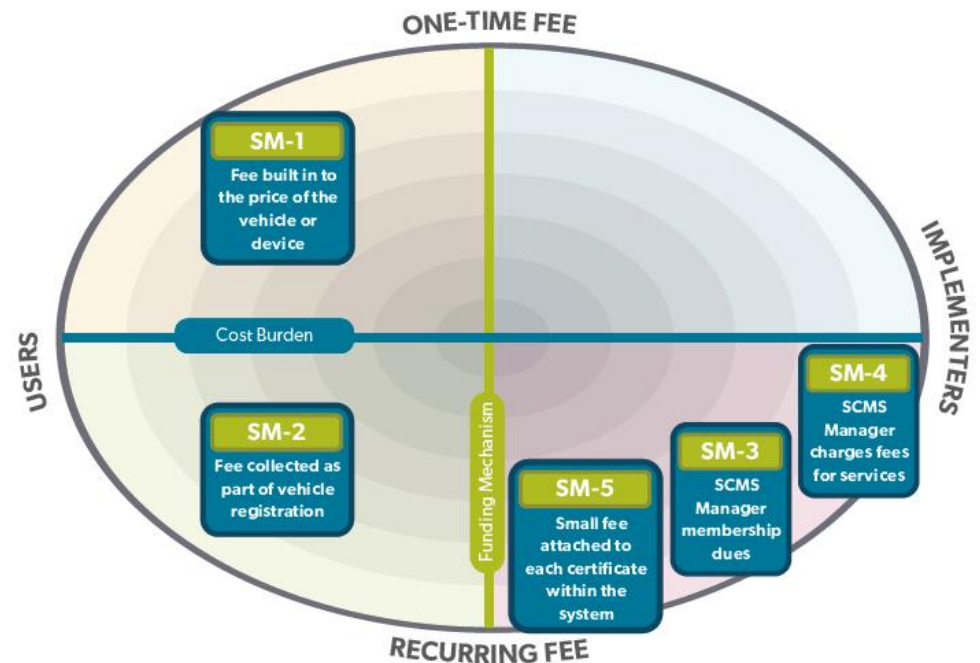 ONE-TIME FEE
SM-1
Fee built in to
the price of the
vehicle or
device
IMPLEMENTERS
USERS
Cost Burden
SM-4
SCMS
Manager
charges fees
for services
SM-2
Fee collected as
part of vehicle
registration
Funding Mechanism
SM-3
SCMS
Manager
membership
dues
SM-5
Small fee
attached to
each certificate
within the
system
RECURRING FEE